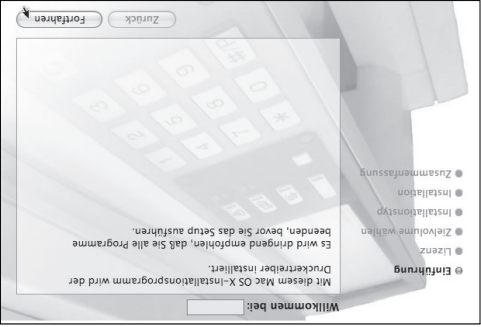 Willkommen bei:
Einführung
Lizenz
Zielvolume wählen
Installationstyp
Installation
Zusammenfassung
Mit diesem Mac OS X–Installationsprogramm wird der
Druckertreiber installiert.
Es wird dringend empfohlen, daß Sie alle Programme
beenden, bevor Sie das Setup ausführen.
Zurück
Fortfahren